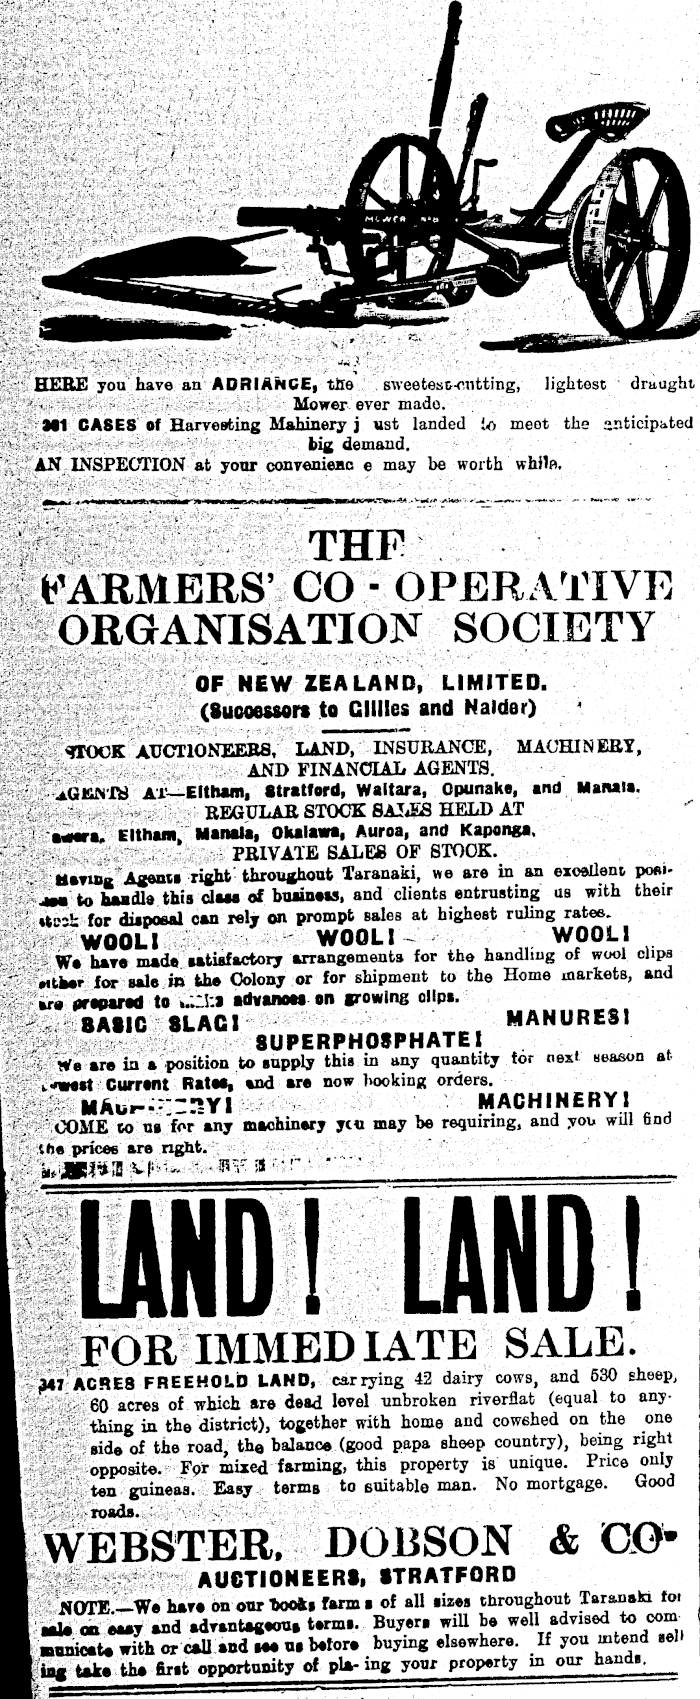 MOWER No 8
HERE you have an ADRIANCE, the sweetest-cutting, lightest draught
Mower ever made.
361 CASES of Harvesting Mahinery j ust landed to meet the anticipated
big demand.
AN INSPECTION at your convenienc e may be worth while.
THE
FARMERS' CO - OPERATIVE
ORGANISATION SOCIETY
OF NEW ZEALAND, LIMITED.
(Successors to Gillies and Nalder)
STOCK AUCTIONEERS, LAND, INSURANCE, MACHINERY,
AND FINANCIAL AGENTS.
AGENTS AT—Eltham, Stratford, Waitara, Opunake, and Manaia.
REGULAR STOCK SALES HELD AT
awera, Eltham, Manaia, Okaiawa, Auroa, and Kaponga.
PRIVATE SALES OF STOCK.
Having Agents right throughout Taranaki, we are in an excellent posi-
to handle this class of business, and clients entrusting us with their
stock for disposal can rely on prompt sales at highest ruling rates.
WOOL! WOOL! WOOL!
We have made satisfactory arrangements for the handling of wool clips
either for sale in the Colony or for shipment to the Home markets, and
are prepared to make advances on growing clips.
BASIC SLAG! MANURES!
SUPERPHOSPHATE!
We are in a position to supply this in any quantity for next season at
Lowest Current Rates, and are now booking orders.
MACHINERY! MACHINERY!
COME to us for any machinery you may be requiring, and you will find
the prices are right.
LAND! LAND!
FOR IMMEDIATE SALE.
347 ACRES FREEHOLD LAND, carrying 42 dairy cows, and 530 sheep,
60 acres of which are dead level unbroken riverflat (equal to any-
thing in the district), together with home and cowshed on the one
side of the road, the balance (good papa sheep country), being right
opposite. For mixed farming, this property is unique. Price only
ten guineas. Easy terms to suitable man. No mortgage. Good
roads.
WEBSTER, DOBSON & CO.
AUCTIONEERS, STRATFORD
NOTE.—We have on our books farm s of all sizes throughout Taranaki for
sale on easy and advantageous terms. Buyers will be well advised to com-
municate with or call and see us before buying elsewhere. If you intend sell
ing take the first opportunity of pla- ing your property in our hands.